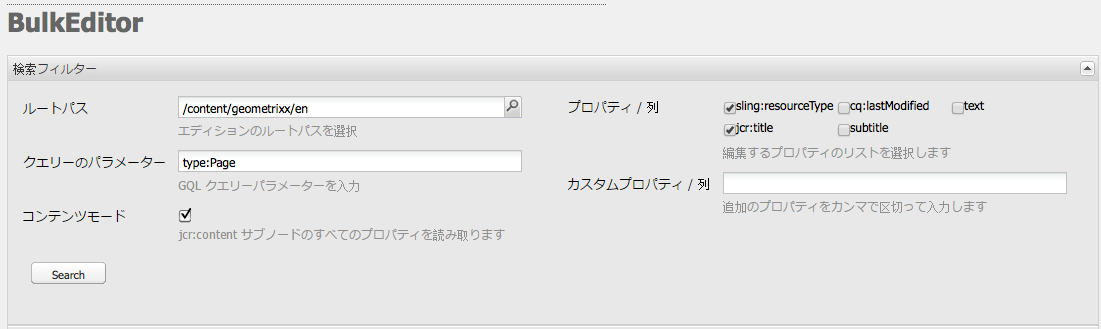 BulkEditor
検索フィルター
ルートパス
/content/geometrixx/en
エディションのルートパスを選択
クエリーのパラメーター
type:Page
GQL クエリーパラメーターを入力
コンテンツモード
jcr:content サブノードのすべてのプロパティを読み取ります
Search
プロパティ / 列
sling:resourceType cq:lastModified text
jcr:title subtitle
編集するプロパティのリストを選択します
カスタムプロパティ / 列
追加のプロパティをカンマで区切って入力します